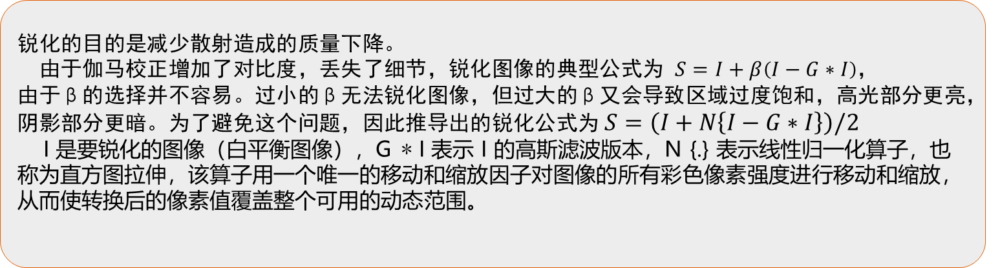 锐化的目的是减少散射造成的质量下降。
由于伽马校正增加了对比度，丢失了细节，锐化图像的典型公式为 S = I + β(I − G ∗ I)，
由于 β 的选择并不容易。过小的 β 无法锐化图像，但过大的 β 又会导致区域过度饱和，高光部分更亮，
阴影部分更暗。为了避免这个问题，因此推导出的锐化公式为 S = (I + N{I − G ∗ I})/2
I 是要锐化的图像（白平衡图像），G ∗ I 表示 I 的高斯滤波版本，N {.} 表示线性归一化算子，也
称为直方图拉伸，该算子用一个唯一的移动和缩放因子对图像的所有彩色像素强度进行移动和缩放，
从而使转换后的像素值覆盖整个可用的动态范围。